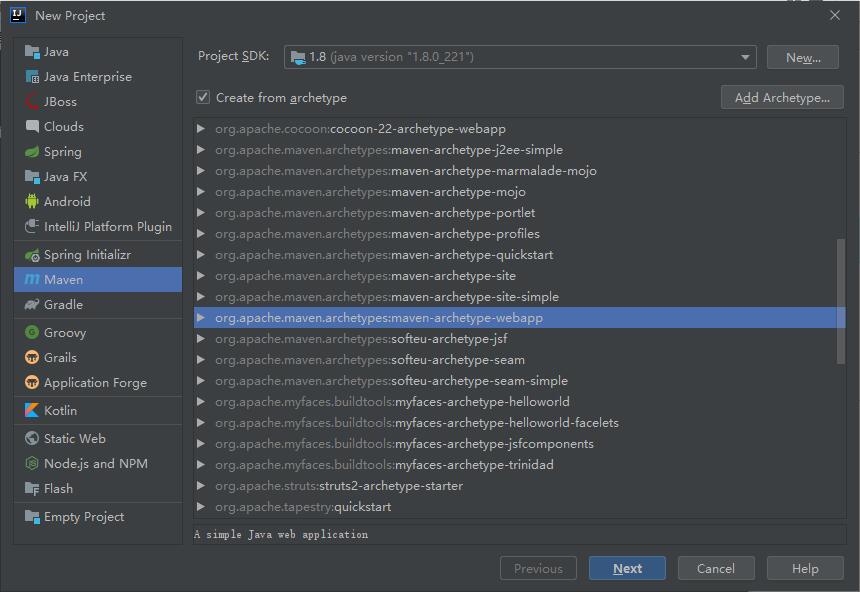 New Project
Java
Java Enterprise
JBoss
Clouds
Spring
Java FX
Android
IntelliJ Platform Plugin
Spring Initializr
Maven
Gradle
Groovy
Grails
Application Forge
Kotlin
Static Web
Node.js and NPM
Flash
Empty Project
Project SDK: 1.8 (java version "1.8.0_221") New...
Create from archetype Add Archetype...
org.apache.cocoon:cocoon-22-archetype-webapp
org.apache.maven.archetypes:maven-archetype-j2ee-simple
org.apache.maven.archetypes:maven-archetype-marmalade-mojo
org.apache.maven.archetypes:maven-archetype-mojo
org.apache.maven.archetypes:maven-archetype-portlet
org.apache.maven.archetypes:maven-archetype-profiles
org.apache.maven.archetypes:maven-archetype-quickstart
org.apache.maven.archetypes:maven-archetype-site
org.apache.maven.archetypes:maven-archetype-site-simple
org.apache.maven.archetypes:maven-archetype-webapp
org.apache.maven.archetypes:softeu-archetype-jsf
org.apache.maven.archetypes:softeu-archetype-seam
org.apache.maven.archetypes:softeu-archetype-seam-simple
org.apache.myfaces.buildtools:myfaces-archetype-helloworld
org.apache.myfaces.buildtools:myfaces-archetype-helloworld-facelets
org.apache.myfaces.buildtools:myfaces-archetype-jsfcomponents
org.apache.myfaces.buildtools:myfaces-archetype-trinidad
org.apache.struts:struts2-archetype-starter
org.apache.tapestry:quickstart
A simple Java web application
Previous Next Cancel Help